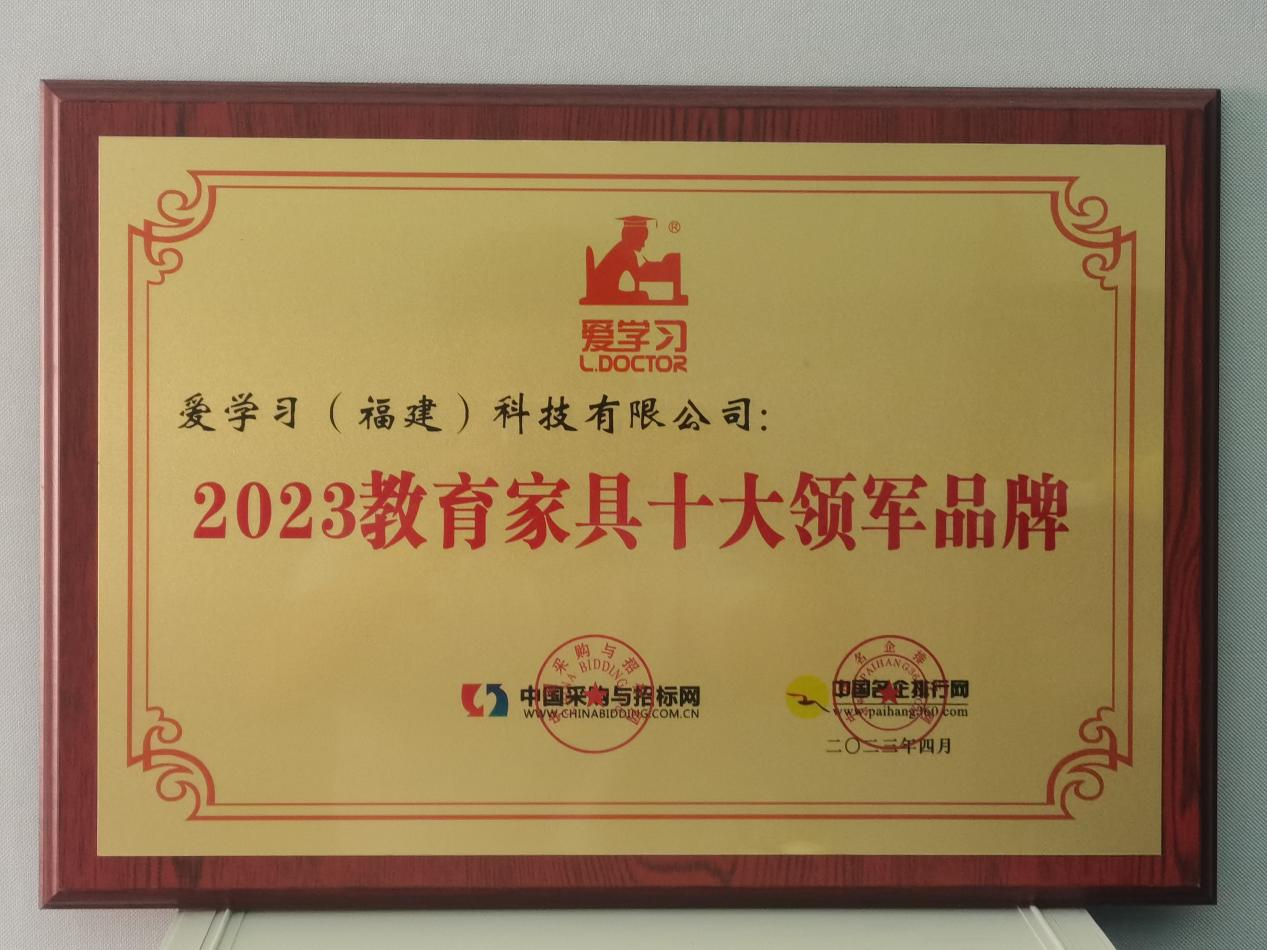 ®
爱学习
L.DOCTOR
爱学习（福建）科技有限公司：
2023教育家具十大领军品牌
中国采购与招标网
WWW.CHINABIDDING.COM.CN
中国名企排行网
www.paihang360.com
二〇二三年四月